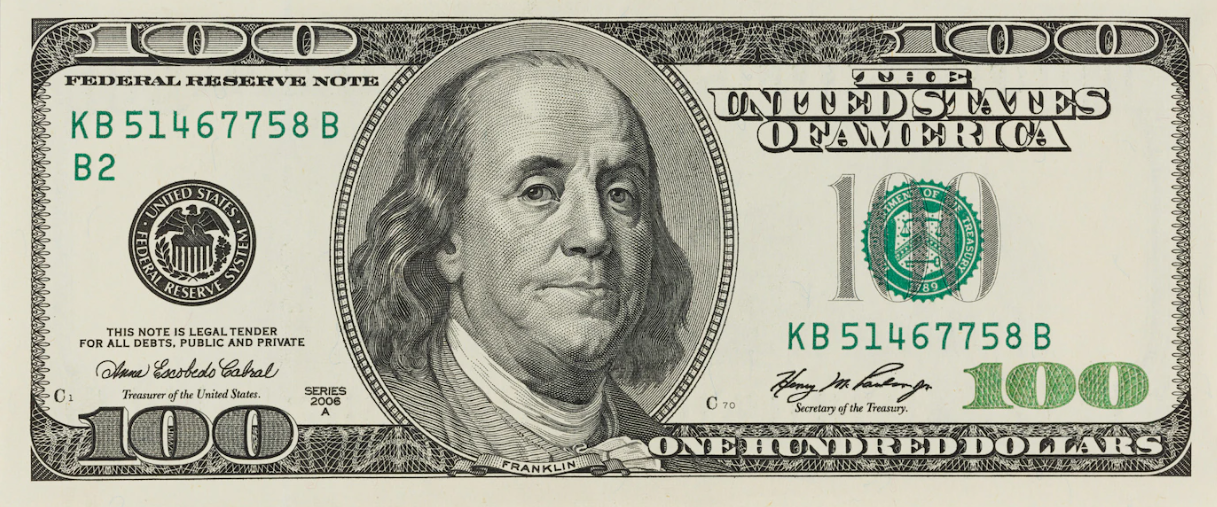 100
100
FEDERAL RESERVE NOTE
THE
UNITED STATES
OF AMERICA
KB 51467758 B
B2
UNITED STATES
FEDERAL RESERVE SYSTEM
100
TREASURY
1789
THIS NOTE IS LEGAL TENDER
FOR ALL DEBTS, PUBLIC AND PRIVATE
KB 51467758 B
Anna Escobedo Cabral
Treasurer of the United States.
SERIES
2006
A
C1
C 70
Henry M. Paulson Jr
Secretary of the Treasury.
100
100
FRANKLIN
ONE HUNDRED DOLLARS